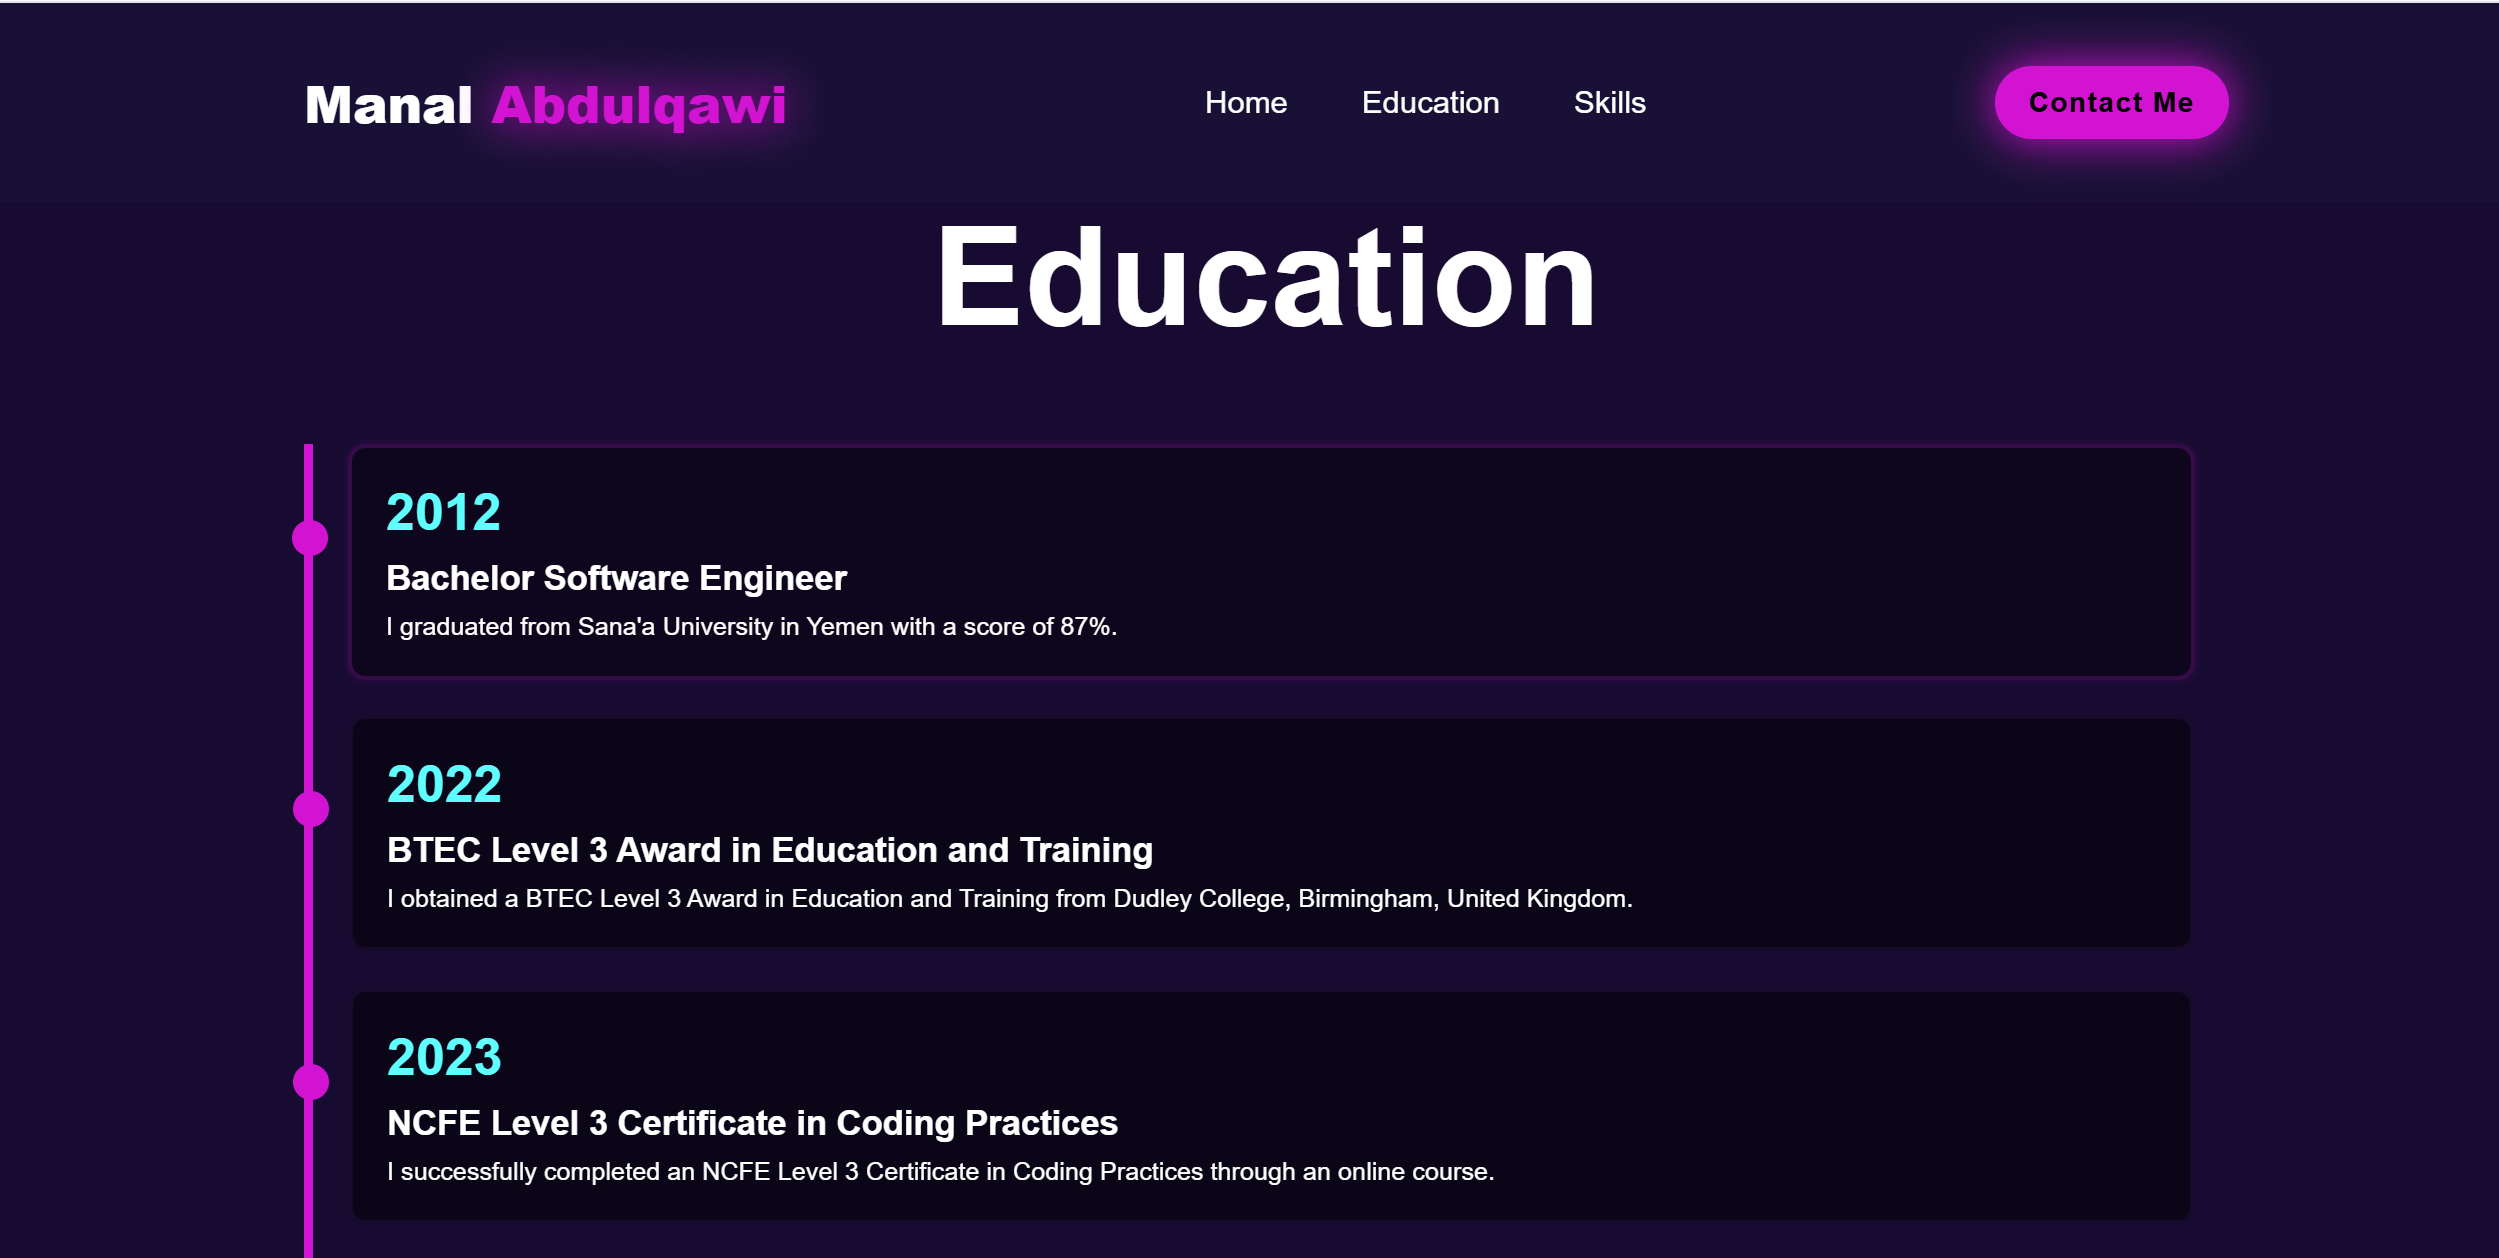 Manal Abdulqawi
Home Education Skills
Contact Me
Education
2012
Bachelor Software Engineer
I graduated from Sana'a University in Yemen with a score of 87%.
2022
BTEC Level 3 Award in Education and Training
I obtained a BTEC Level 3 Award in Education and Training from Dudley College, Birmingham, United Kingdom.
2023
NCFE Level 3 Certificate in Coding Practices
I successfully completed an NCFE Level 3 Certificate in Coding Practices through an online course.